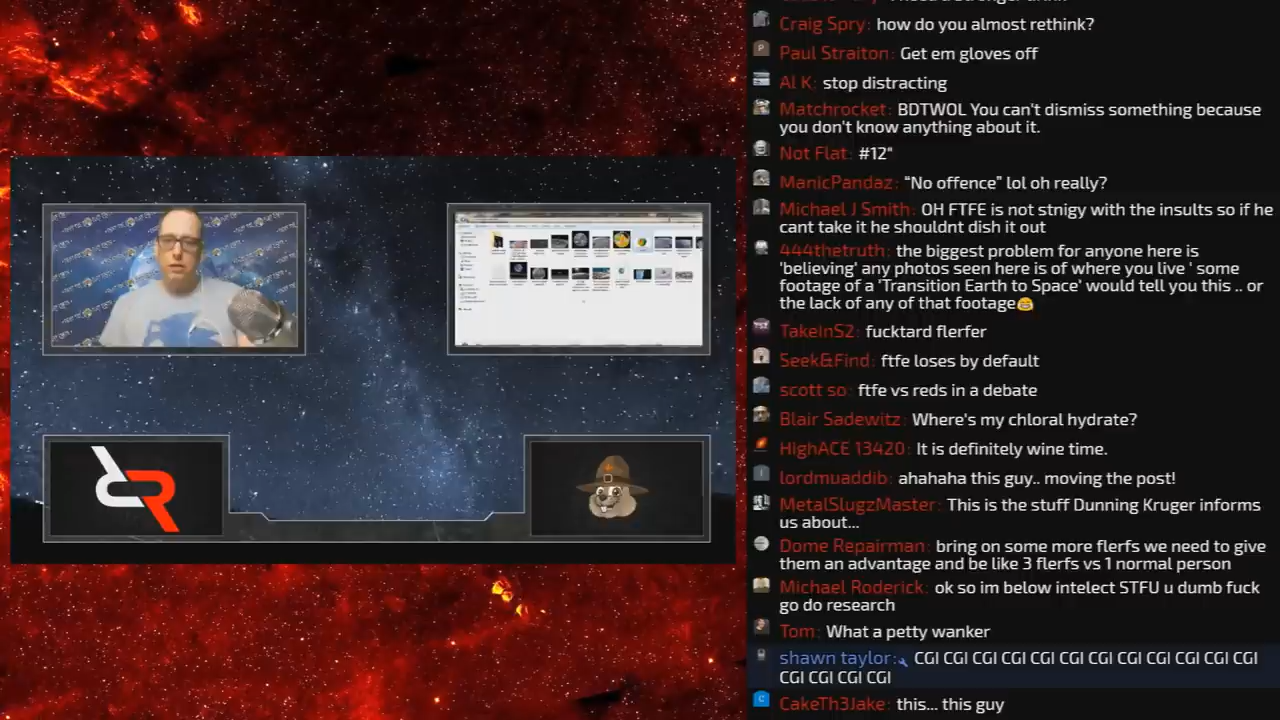 Craig Spry: how do you almost rethink?
Paul Straiton: Get em gloves off
Al K: stop distracting
Matchrocket: BDTWOL You can't dismiss something because
you don't know anything about it.
Not Flat: #12"
ManicPandaz: “No offence” lol oh really?
Michael J Smith: OH FTFE is not stnigy with the insults so if he
cant take it he shouldnt dish it out
444thetruth: the biggest problem for anyone here is
'believing' any photos seen here is of where you live ' some
footage of a 'Transition Earth to Space' would tell you this .. or
the lack of any of that footage😂
TakeInS2: fucktard flerfer
Seek&Find: ftfe loses by default
scott so: ftfe vs reds in a debate
Blair Sadewitz: Where's my chloral hydrate?
HighACE 13420: It is definitely wine time.
lordmuaddib: ahahaha this guy.. moving the post!
MetalSlugzMaster: This is the stuff Dunning Kruger informs
us about...
Dome Repairman: bring on some more flerfs we need to give
them an advantage and be like 3 flerfs vs 1 normal person
Michael Roderick: ok so im below intelect STFU u dumb fuck
go do research
Tom: What a petty wanker
shawn taylor: CGI CGI CGI CGI CGI CGI CGI CGI CGI CGI CGI CGI
CGI CGI CGI CGI
CakeTh3Jake: this... this guy